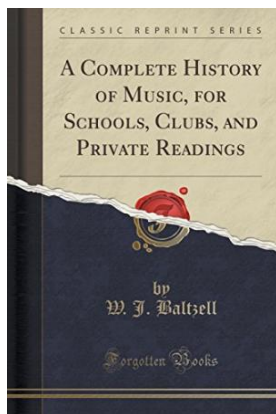 CLASSIC REPRINT SERIES
A COMPLETE HISTORY
OF MUSIC, FOR
SCHOOLS, CLUBS, AND
PRIVATE READINGS
by
W. J. Baltzell
Forgotten Books